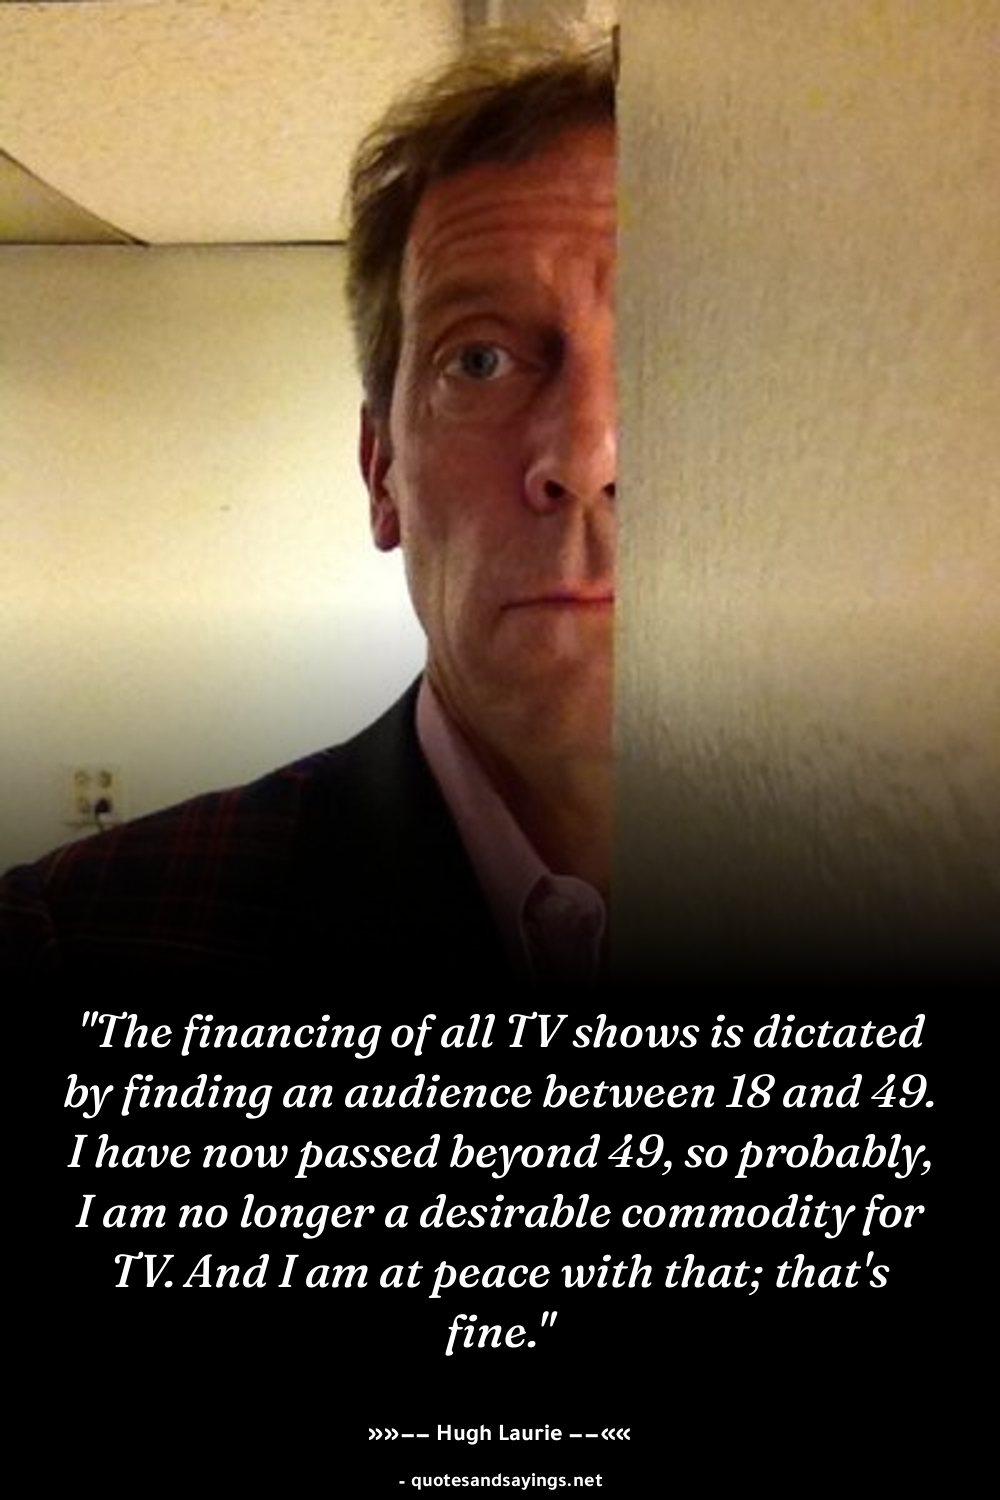 "The financing of all TV shows is dictated
by finding an audience between 18 and 49.
I have now passed beyond 49, so probably,
I am no longer a desirable commodity for
TV. And I am at peace with that; that's
fine."
»»–– Hugh Laurie ––««
- quotesandsayings.net